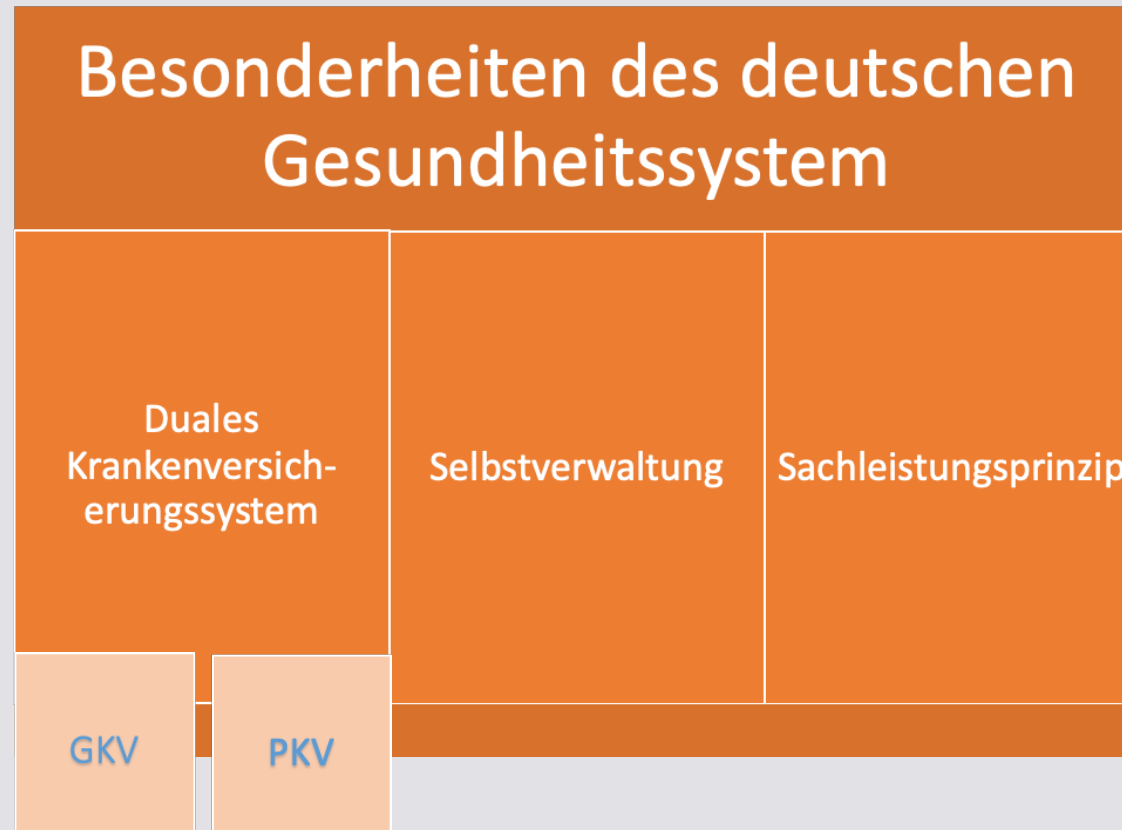 Besonderheiten des deutschen
Gesundheitssystem
Duales
Krankenversich-
erungssystem
Selbstverwaltung
Sachleistungsprinzip
GKV
PKV